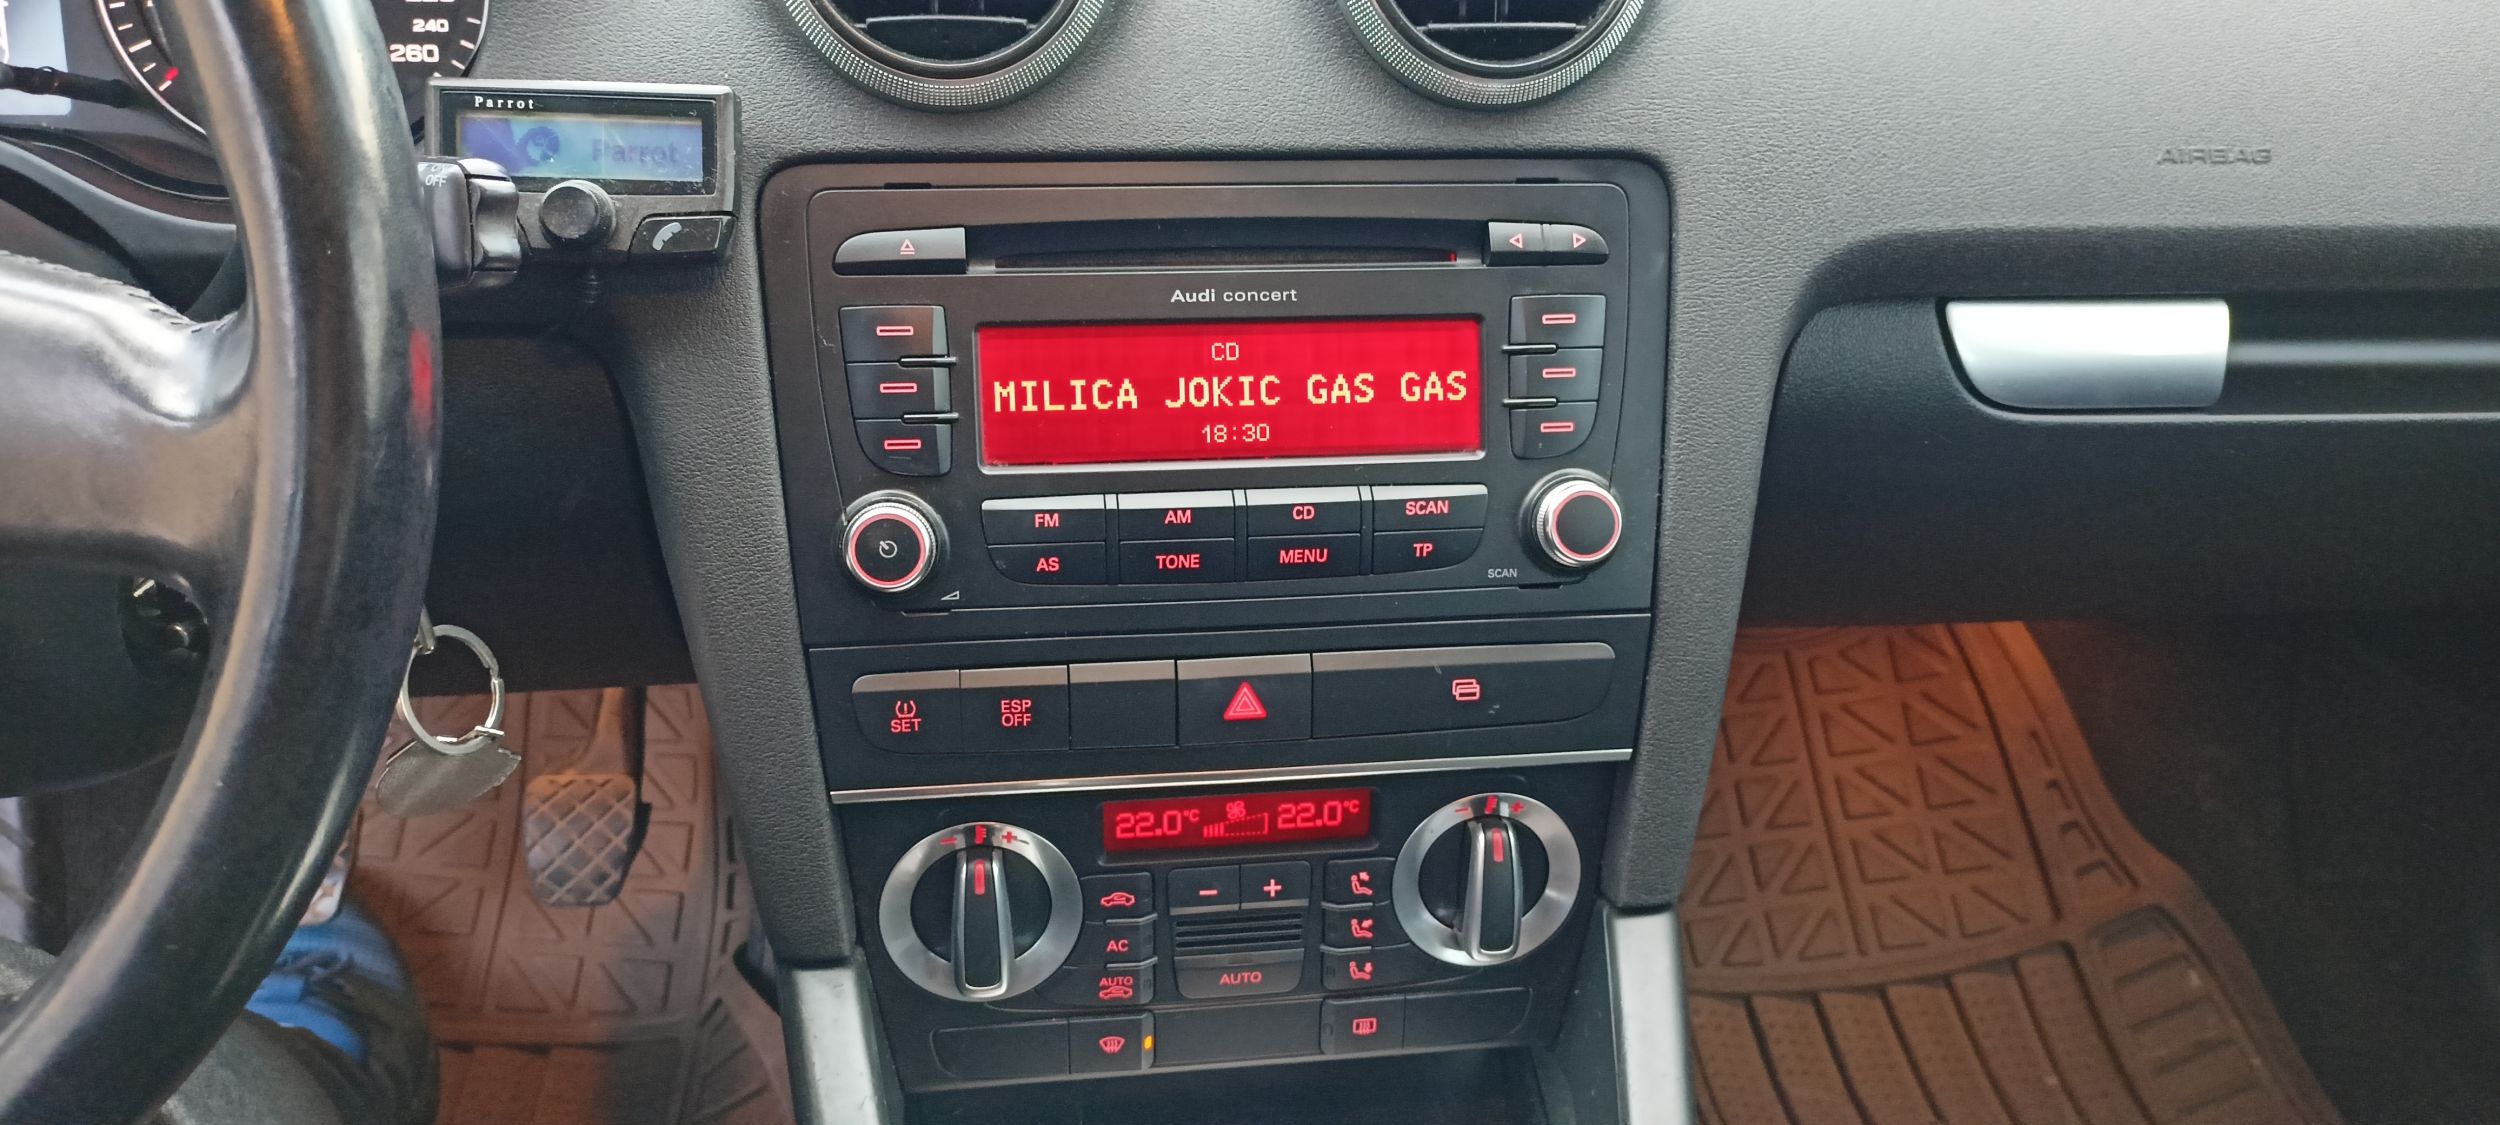 240
260
Parrot
Parrot
OFF
AIRBAG
Audi concert
CD
MILICA JOKIC GAS GAS
18:30
FM AM CD SCAN
AS TONE MENU TP
SCAN
SET
ESP
OFF
22.0°C 22.0°C
AC
AUTO
AUTO